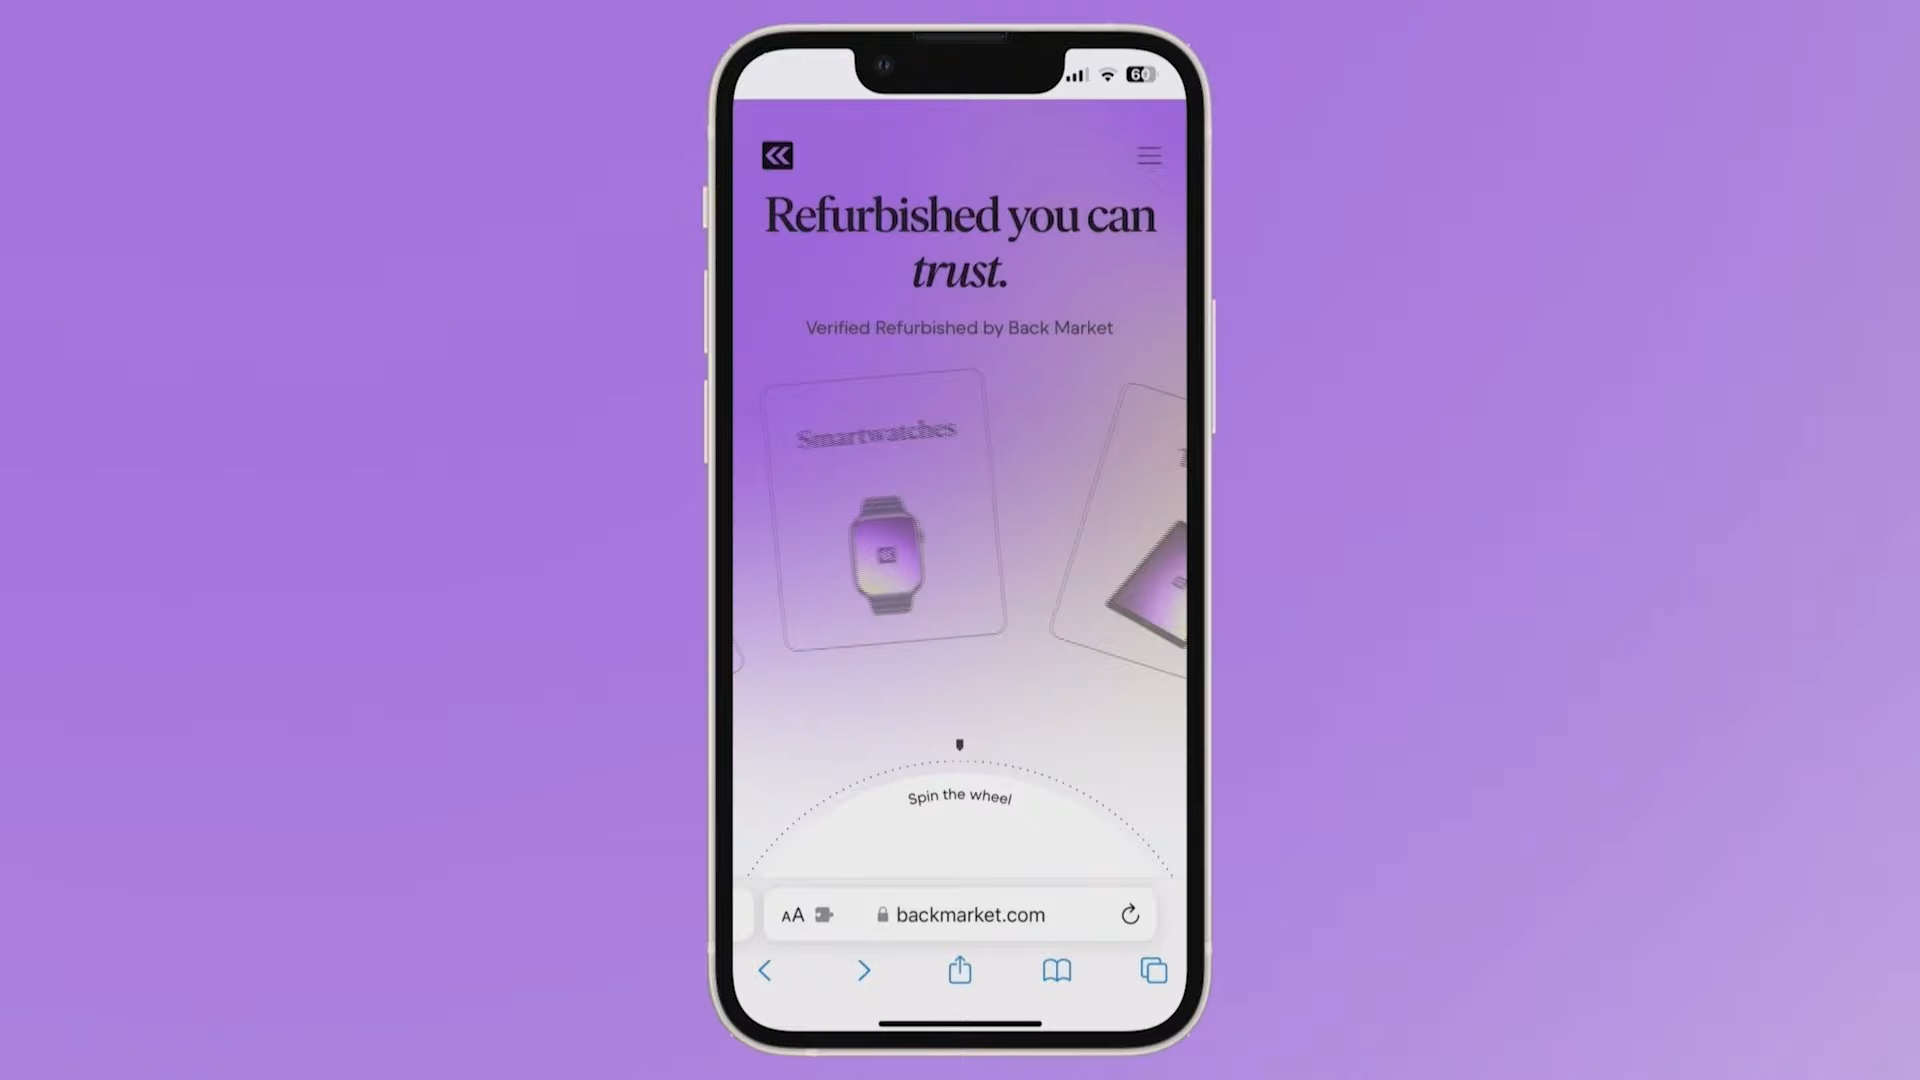 60
Refurbished you can
trust.
Verified Refurbished by Back Market
Smartwatches
Spin the wheel
AA
backmarket.com